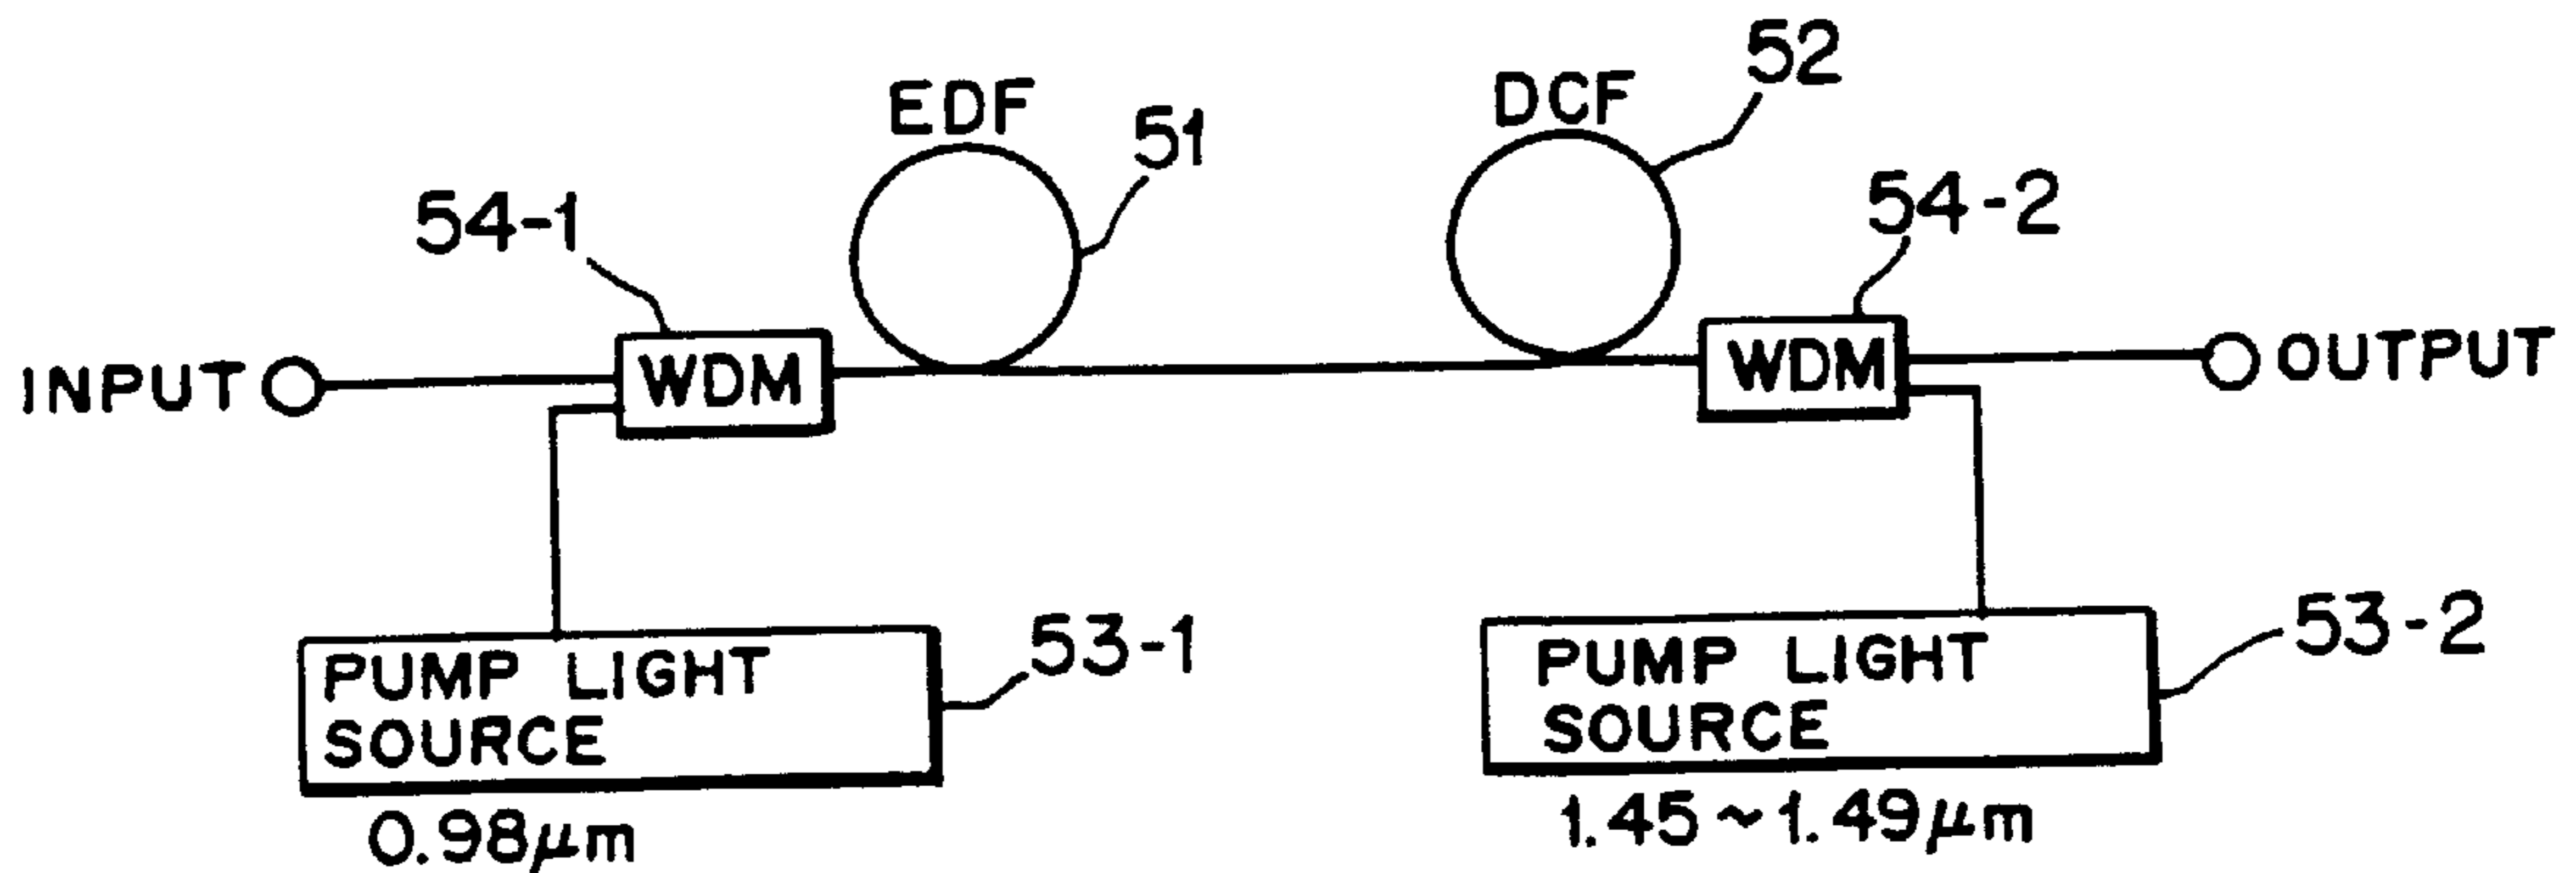 52
EDF
DCF
51
54-1
54-2
INPUT
WDM
WDM
OUTPUT
53-1
53-2
PUMP LIGHT
SOURCE
PUMP LIGHT
SOURCE
0.98μm
1.45~1.49μm